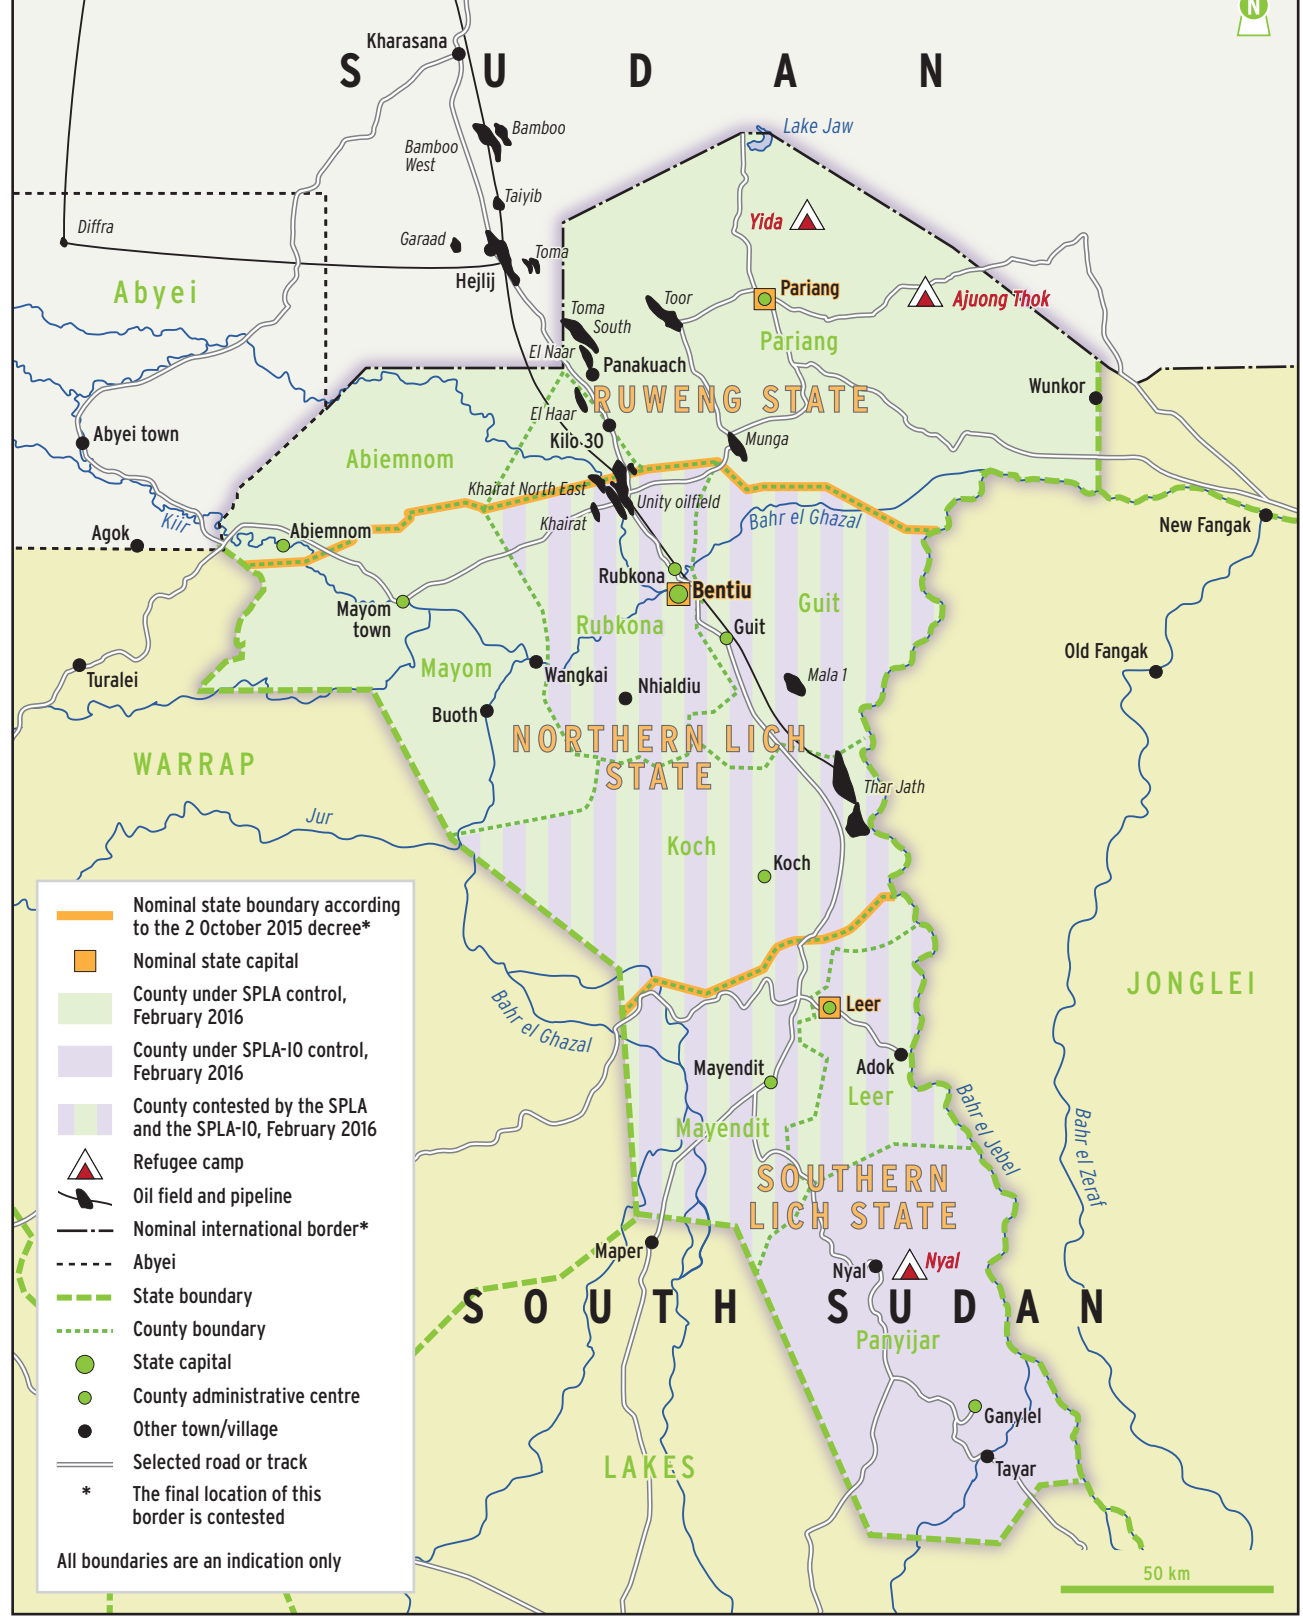 N
Kharasana
S U D A N
Lake Jaw
Bamboo
Bamboo
West
Taiyib
Yida
Diffra
Garaad
Toma
Hejlij
Abyei
Pariang
Ajuong Thok
Toor
Toma
South
Pariang
El Naar
Panakuach
Wunkor
RUWENG STATE
El Haar
Abyei town
Kilo 30
Munga
Abiemnom
Khairat North East
Unity oilfield
Kiir
Khairat
Bahr el Ghazal
New Fangak
Agok
Abiemnom
Rubkona
Bentiu
Mayom
town
Guit
Rubkona
Guit
Old Fangak
Turalei
Mayom
Wangkai
Nhialdiu
Mala 1
Buoth
NORTHERN LICH
STATE
WARRAP
Thar Jath
Jur
Koch
Koch
Nominal state boundary according
to the 2 October 2015 decree*
Nominal state capital
County under SPLA control,
February 2016
County under SPLA-IO control,
February 2016
County contested by the SPLA
and the SPLA-IO, February 2016
Refugee camp
Oil field and pipeline
Nominal international border*
Abyei
State boundary
County boundary
State capital
County administrative centre
Other town/village
Selected road or track
* The final location of this
border is contested
All boundaries are an indication only
JONGLEI
Bahr el Ghazal
Leer
Mayendit
Adok
Leer
Mayendit
Bahr el Jebel
Bahr el Zeraf
SOUTHERN
LICH STATE
Maper
Nyal
Nyal
SOUTH SUDAN
Panyijar
Ganylel
LAKES
Tayar
50 km